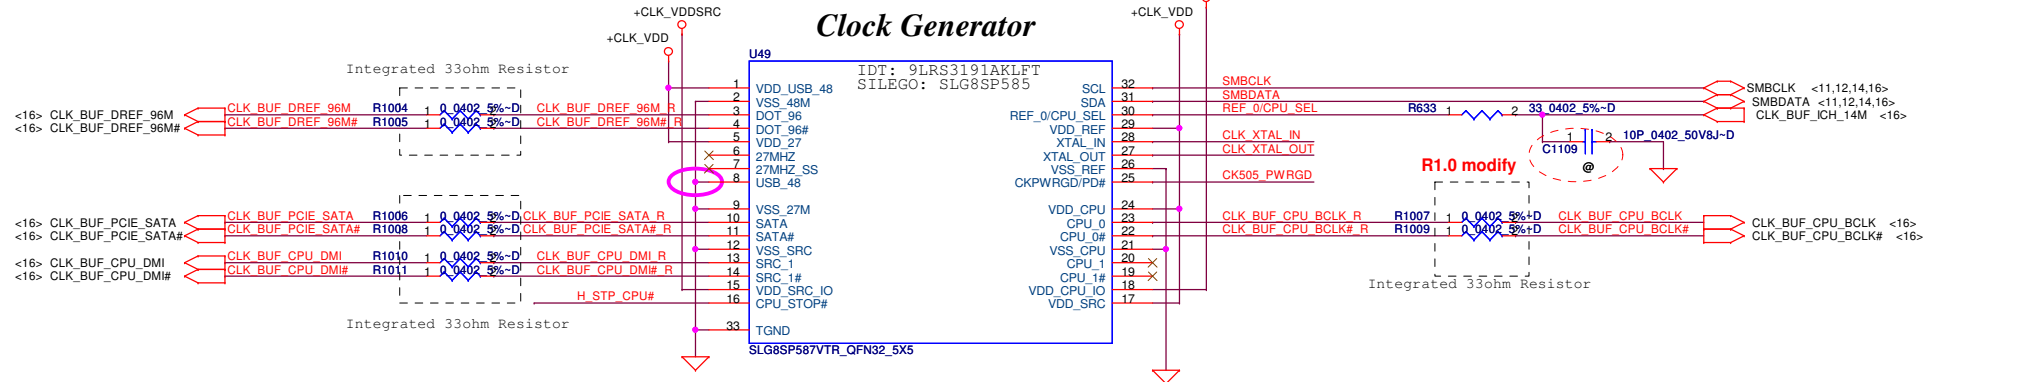 Clock Generator
+CLK_VDDSRC
+CLK_VDD
+CLK_VDD
U49
IDT: 9LRS3191AKLFT
SILEGO: SLG8SP585
Integrated 33ohm Resistor
<16> CLK_BUF_DREF_96M CLK_BUF_DREF_96M R1004 1 2 0_0402_5%~D CLK_BUF_DREF_96M_R
<16> CLK_BUF_DREF_96M# CLK_BUF_DREF_96M# R1005 1 2 0_0402_5%~D CLK_BUF_DREF_96M#_R
<16> CLK_BUF_PCIE_SATA CLK_BUF_PCIE_SATA R1006 1 2 0_0402_5%~D CLK_BUF_PCIE_SATA_R
<16> CLK_BUF_PCIE_SATA# CLK_BUF_PCIE_SATA# R1008 1 2 0_0402_5%~D CLK_BUF_PCIE_SATA#_R
<16> CLK_BUF_CPU_DMI CLK_BUF_CPU_DMI R1010 1 2 0_0402_5%~D CLK_BUF_CPU_DMI_R
<16> CLK_BUF_CPU_DMI# CLK_BUF_CPU_DMI# R1011 1 2 0_0402_5%~D CLK_BUF_CPU_DMI#_R
H_STP_CPU#
Integrated 33ohm Resistor
1 VDD_USB_48
2 VSS_48M
3 DOT_96
4 DOT_96#
5 VDD_27
6 27MHZ
7 27MHZ_SS
8 USB_48
9 VSS_27M
10 SATA
11 SATA#
12 VSS_SRC
13 SRC_1
14 SRC_1#
15 VDD_SRC_IO
16 CPU_STOP#
33 TGND
SCL 32
SDA 31
REF_0/CPU_SEL 30
VDD_REF 29
XTAL_IN 28
XTAL_OUT 27
VSS_REF 26
CKPWRGD/PD# 25
VDD_CPU 24
CPU_0 23
CPU_0# 22
VSS_CPU 21
CPU_1 20
CPU_1# 19
VDD_CPU_IO 18
VDD_SRC 17
SLG8SP587VTR_QFN32_5X5
SMBCLK SMBCLK <11,12,14,16>
SMBDATA SMBDATA <11,12,14,16>
REF_0/CPU_SEL R633 1 2 33_0402_5%~D CLK_BUF_ICH_14M <16>
CLK_XTAL_IN
CLK_XTAL_OUT
CK505_PWRGD
1 2 10P_0402_50V8J~D
C1109
@
R1.0 modify
CLK_BUF_CPU_BCLK_R R1007 1 2 0_0402_5%~D CLK_BUF_CPU_BCLK CLK_BUF_CPU_BCLK <16>
CLK_BUF_CPU_BCLK#_R R1009 1 2 0_0402_5%~D CLK_BUF_CPU_BCLK# CLK_BUF_CPU_BCLK# <16>
Integrated 33ohm Resistor